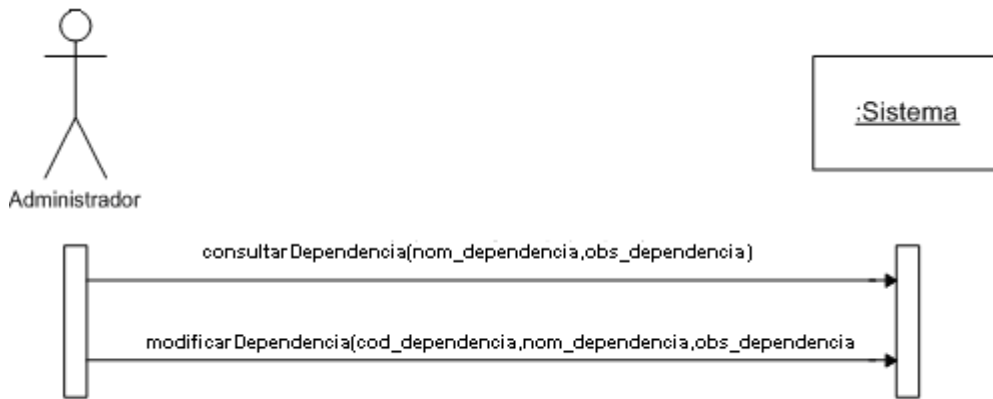 :Sistema
Administrador
consultarDependencia(nom_dependencia,obs_dependencia)
modificarDependencia(cod_dependencia,nom_dependencia,obs_dependencia